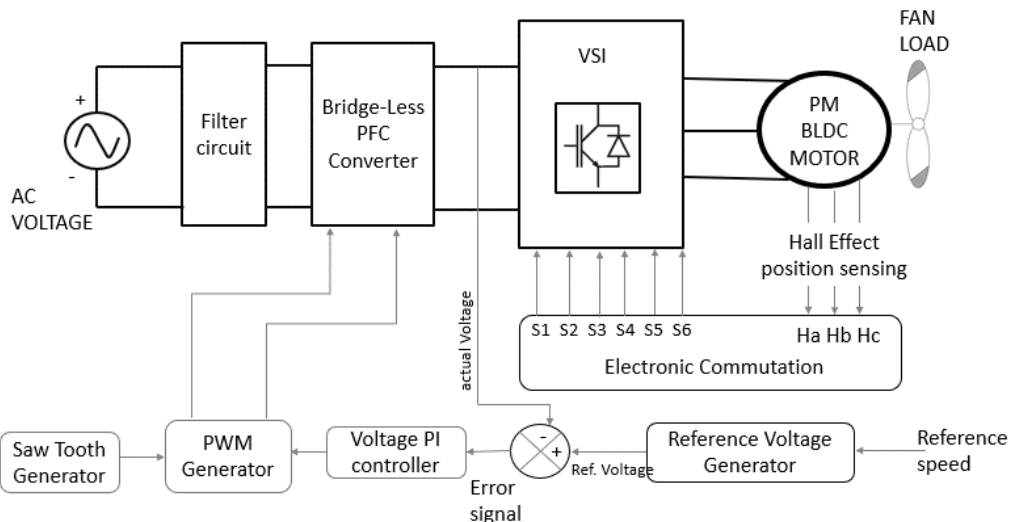 FAN
LOAD
VSI
+
Filter
circuit
Bridge-Less
PFC
Converter
PM
BLDC
MOTOR
-
AC
VOLTAGE
Hall Effect
position sensing
actual Voltage
S1 S2 S3 S4 S5 S6
Ha Hb Hc
Electronic Commutation
Saw Tooth
Generator
PWM
Generator
Voltage PI
controller
-
+
Ref. Voltage
Reference Voltage
Generator
Reference
speed
Error
signal